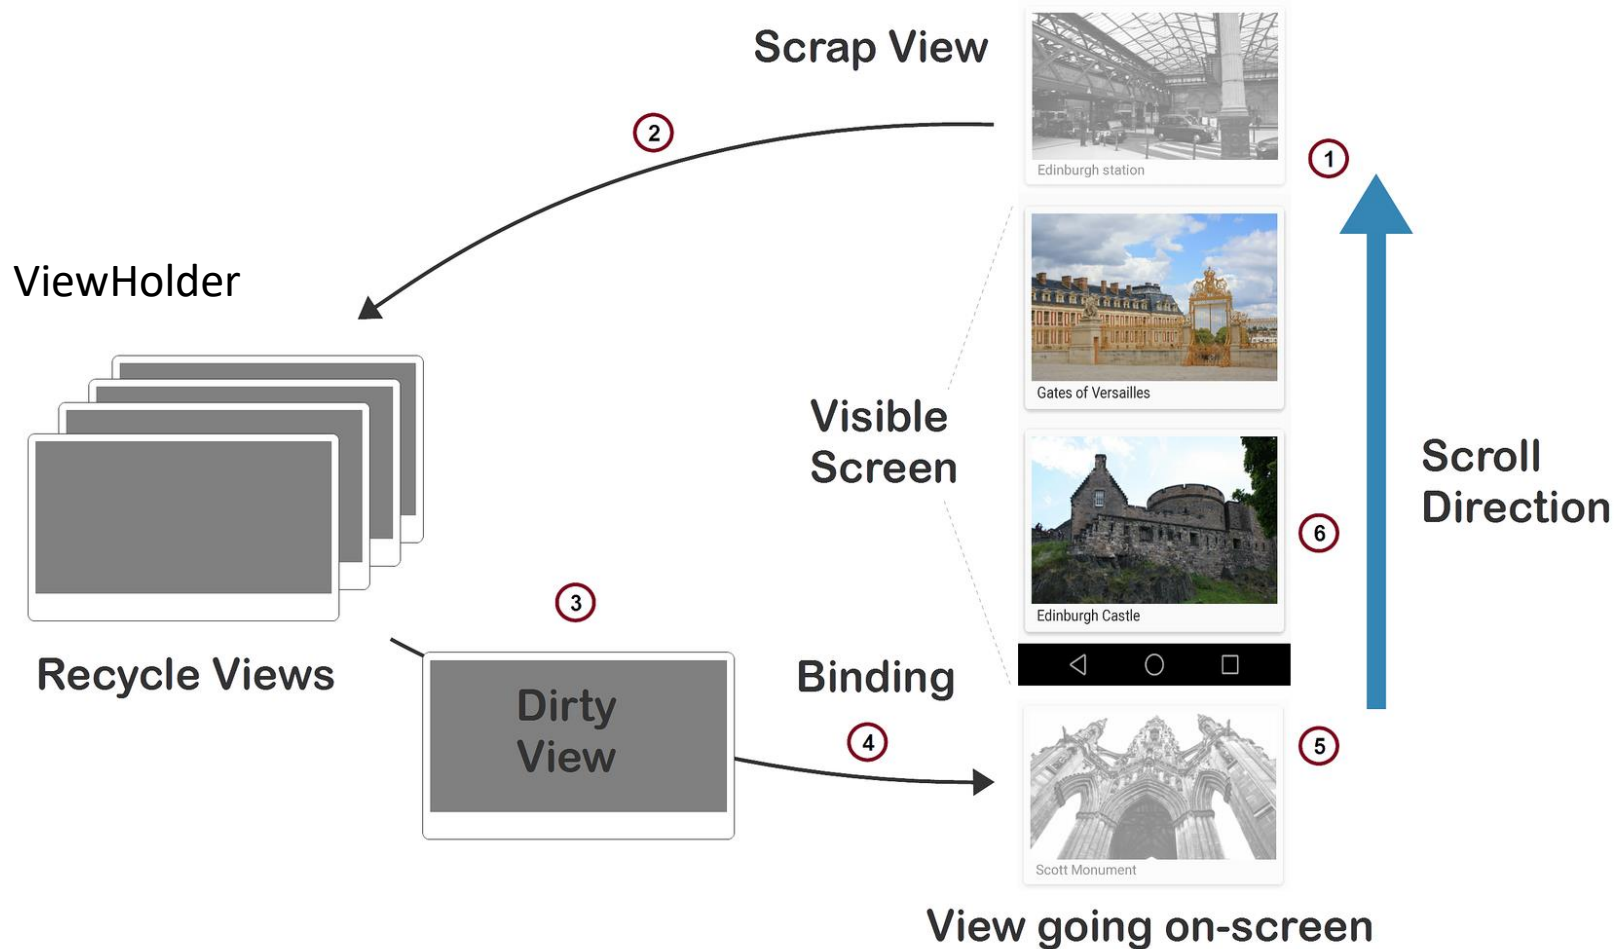 Scrap View
2
1
Edinburgh station
ViewHolder
Gates of Versailles
Visible
Screen
Scroll
Direction
6
Edinburgh Castle
3
Recycle Views
Dirty
View
Binding
4
5
Scott Monument
View going on-screen